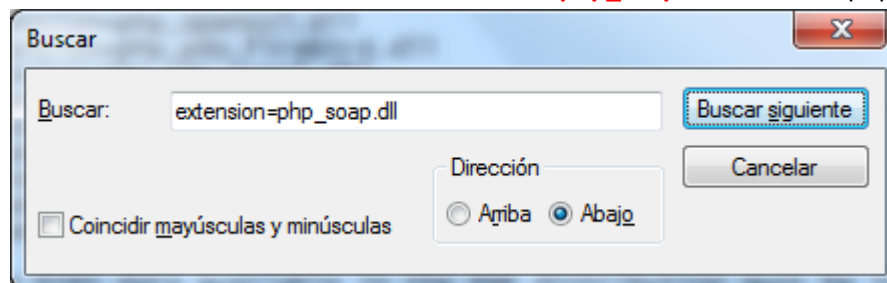 Buscar
Buscar: extension=php_soap.dll Buscar siguiente
Dirección Cancelar
Coincidir mayúsculas y minúsculas Arriba Abajo